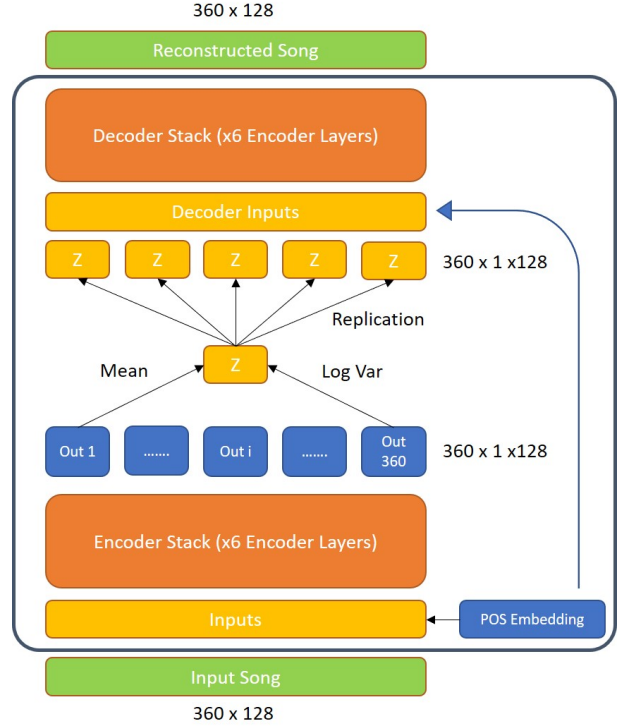 360 x 128
Reconstructed Song
Decoder Stack (x6 Encoder Layers)
Decoder Inputs
Z Z Z Z Z 360 x 1 x128
Replication
Mean Z Log Var
Out 1 ....... Out i ....... Out
360
360 x 1 x128
Encoder Stack (x6 Encoder Layers)
Inputs POS Embedding
Input Song
360 x 128